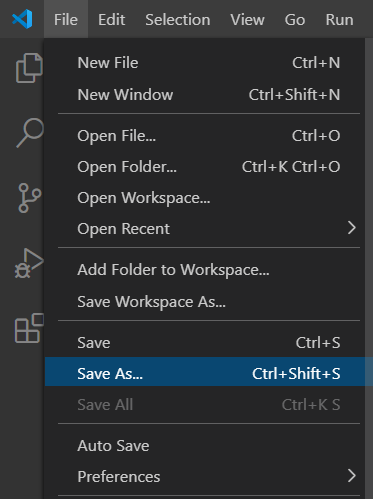 File Edit Selection View Go Run
New File Ctrl+N
New Window Ctrl+Shift+N
Open File... Ctrl+O
Open Folder... Ctrl+K Ctrl+O
Open Workspace...
Open Recent
Add Folder to Workspace...
Save Workspace As...
Save Ctrl+S
Save As... Ctrl+Shift+S
Save All Ctrl+K S
Auto Save
Preferences